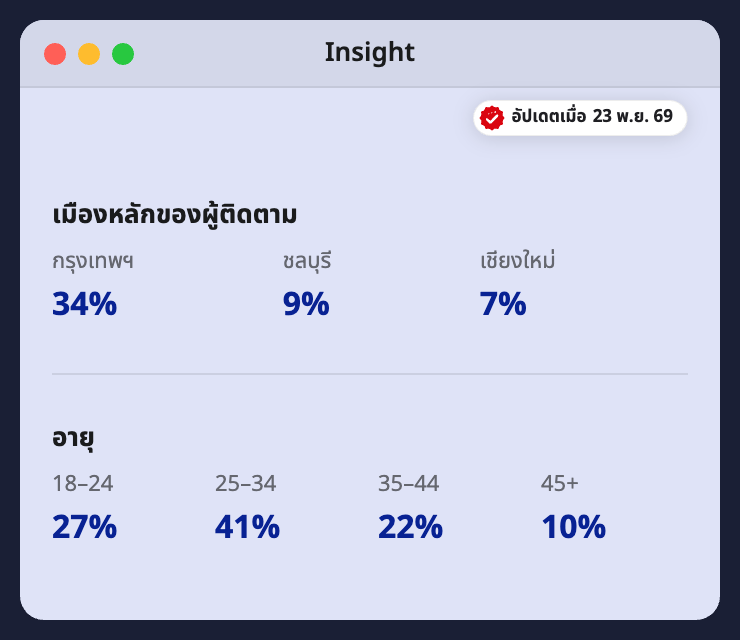 Insight
อัปเดตเมื่อ 23 พ.ย. 69
เมืองหลักของผู้ติดตาม
กรุงเทพฯ ชลบุรี เชียงใหม่
34% 9% 7%
อายุ
18–24 25–34 35–44 45+
27% 41% 22% 10%